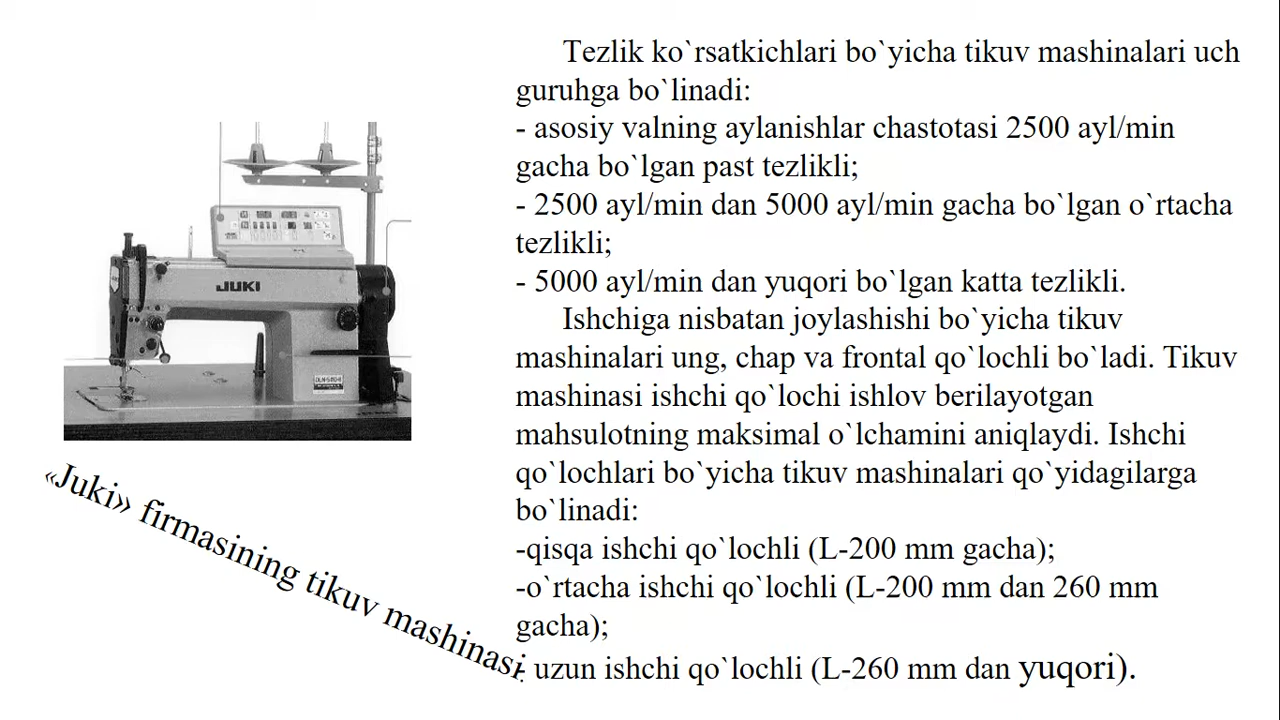 Tezlik ko`rsatkichlari bo`yicha tikuv mashinalari uch
guruhga bo`linadi:
- asosiy valning aylanishlar chastotasi 2500 ayl/min
gacha bo`lgan past tezlikli;
- 2500 ayl/min dan 5000 ayl/min gacha bo`lgan o`rtacha
tezlikli;
- 5000 ayl/min dan yuqori bo`lgan katta tezlikli.
Ishchiga nisbatan joylashishi bo`yicha tikuv
mashinalari ung, chap va frontal qo`lochli bo`ladi. Tikuv
mashinasi ishchi qo`lochi ishlov berilayotgan
mahsulotning maksimal o`lchamini aniqlaydi. Ishchi
qo`lochlari bo`yicha tikuv mashinalari qo`yidagilarga
bo`linadi:
-qisqa ishchi qo`lochli (L-200 mm gacha);
-o`rtacha ishchi qo`lochli (L-200 mm dan 260 mm
gacha);
- uzun ishchi qo`lochli (L-260 mm dan yuqori).
JUKI
«Juki» firmasining tikuv mashinasi.